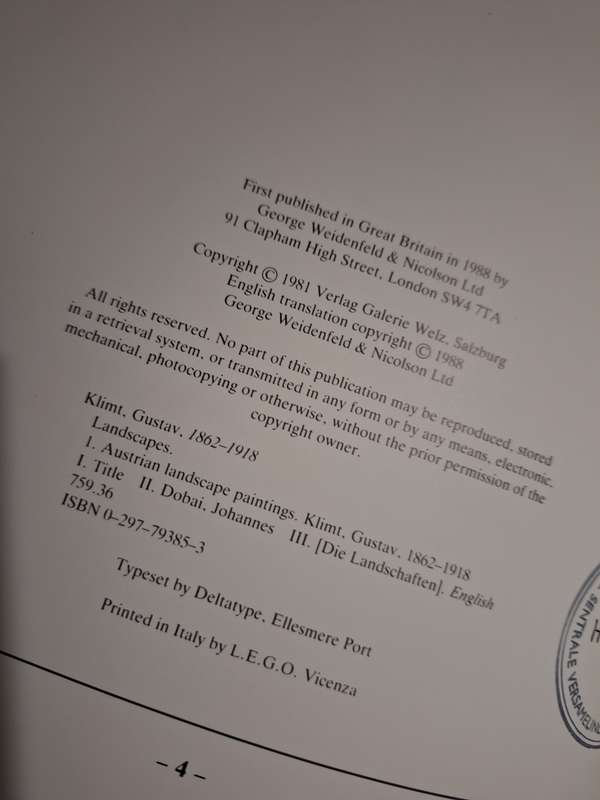 First published in Great Britain in 1988 by
George Weidenfeld & Nicolson Ltd
91 Clapham High Street, London SW4 7TA
Copyright © 1981 Verlag Galerie Welz, Salzburg
English translation copyright © 1988
George Weidenfeld & Nicolson Ltd
All rights reserved. No part of this publication may be reproduced, stored
in a retrieval system, or transmitted in any form or by any means, electronic,
mechanical, photocopying or otherwise, without the prior permission of the
copyright owner.
Klimt, Gustav, 1862–1918
Landscapes.
1. Austrian landscape paintings. Klimt, Gustav, 1862–1918
I. Title II. Dobai, Johannes III. [Die Landschaften]. English
759.36
ISBN 0–297–79385–3
Typeset by Deltatype, Ellesmere Port
Printed in Italy by L.E.G.O. Vicenza
– 4 –
SENTRALE